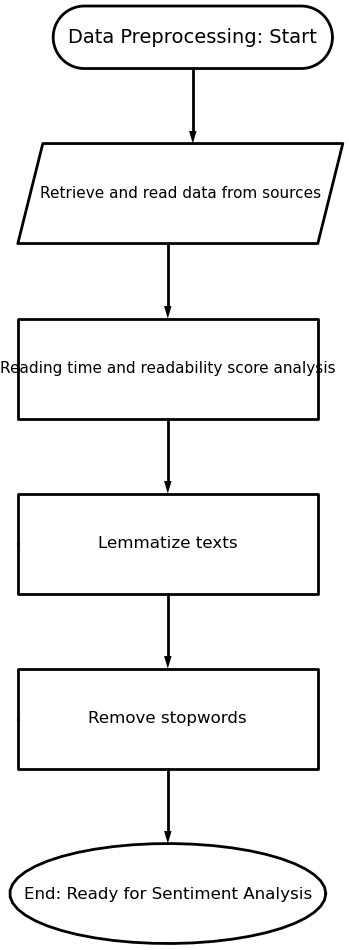 Data Preprocessing: Start
Retrieve and read data from sources
Reading time and readability score analysis
Lemmatize texts
Remove stopwords
End: Ready for Sentiment Analysis